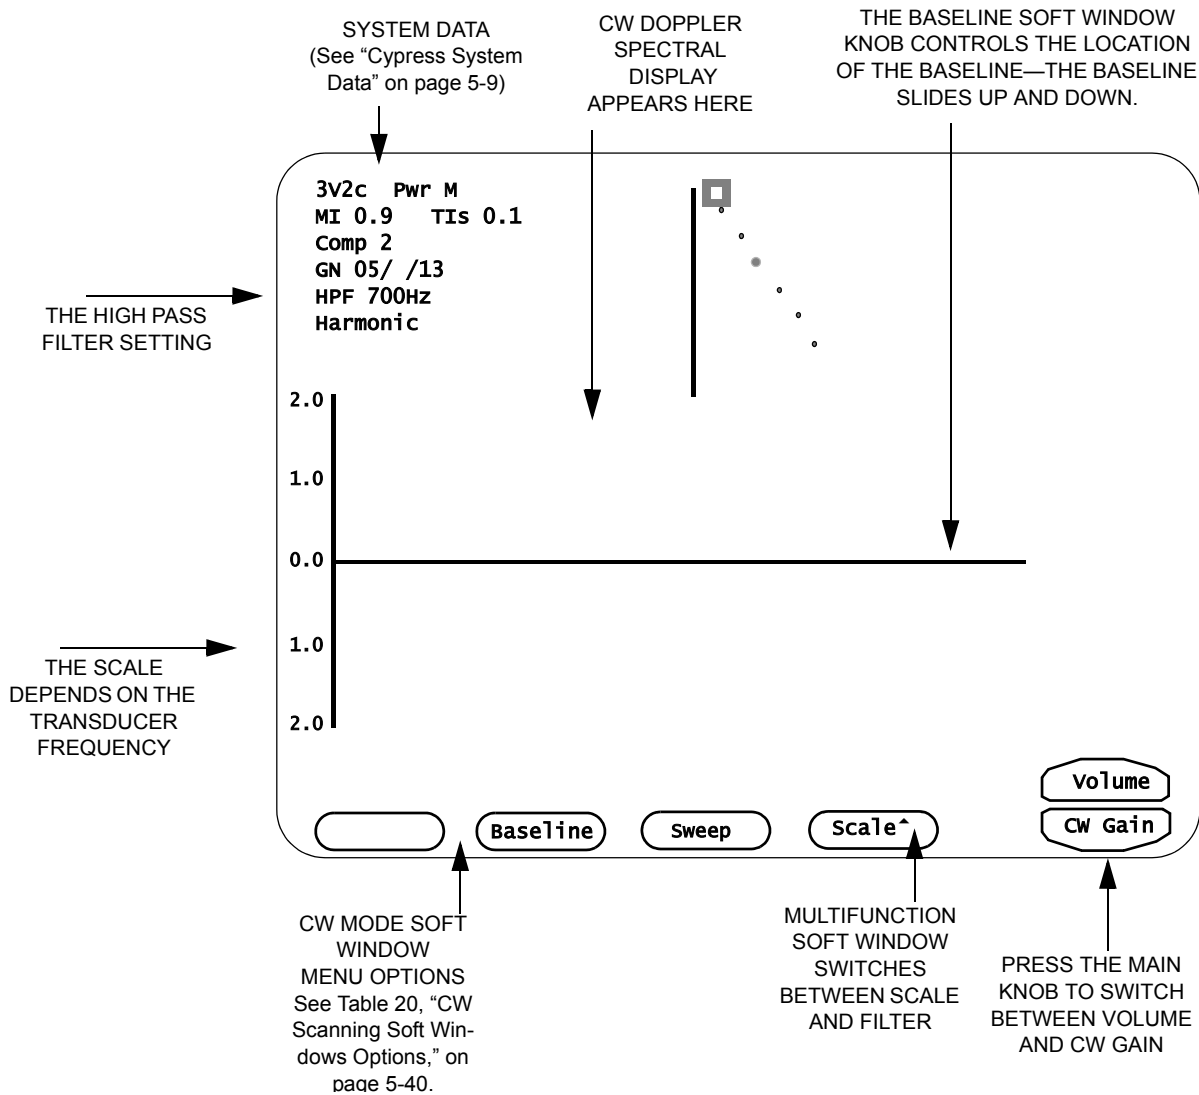 SYSTEM DATA
(See “Cypress System
Data” on page 5-9)
CW DOPPLER
SPECTRAL
DISPLAY
APPEARS HERE
THE BASELINE SOFT WINDOW
KNOB CONTROLS THE LOCATION
OF THE BASELINE—THE BASELINE
SLIDES UP AND DOWN.
3V2c Pwr M
MI 0.9 TIs 0.1
Comp 2
GN 05/ /13
HPF 700Hz
Harmonic
THE HIGH PASS
FILTER SETTING
2.0
1.0
0.0
1.0
2.0
THE SCALE
DEPENDS ON THE
TRANSDUCER
FREQUENCY
Baseline
Sweep
Scale^
Volume
CW Gain
CW MODE SOFT
WINDOW
MENU OPTIONS
See Table 20, “CW
Scanning Soft Win-
dows Options,” on
page 5-40.
MULTIFUNCTION
SOFT WINDOW
SWITCHES
BETWEEN SCALE
AND FILTER
PRESS THE MAIN
KNOB TO SWITCH
BETWEEN VOLUME
AND CW GAIN